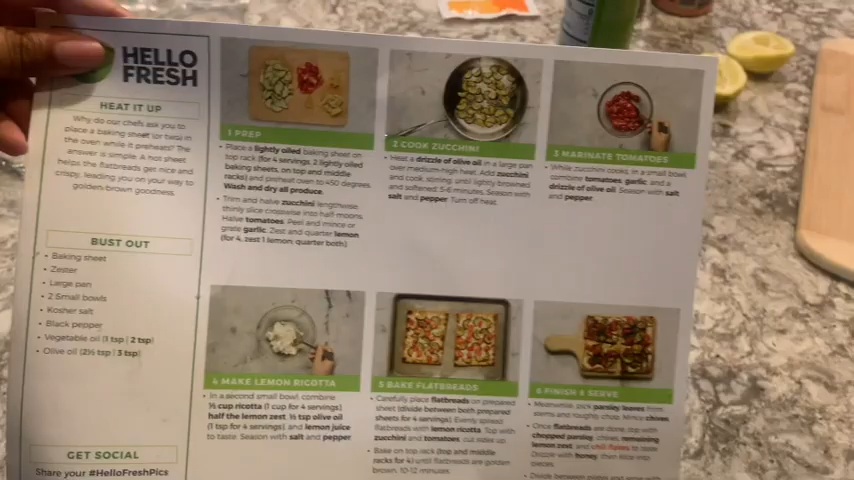 HELLO
FRESH
HEAT IT UP
Why do our chefs ask you to
place a baking sheet (or two) in
the oven while it preheats? The
answer is simple. A hot sheet
helps the flatbreads get nice and
crispy, leading you on your way to
golden-brown goodness.
BUST OUT
• Baking sheet
• Zester
• Large pan
• 2 Small bowls
• Kosher salt
• Black pepper
• Vegetable oil (1 tsp | 2 tsp)
• Olive oil (2½ tsp | 3 tsp)
GET SOCIAL
Share your #HelloFreshPics
1 PREP
• Place a lightly oiled baking sheet on
top rack (for 4 servings, 2 lightly oiled
baking sheets, on top and middle
racks) and preheat oven to 450 degrees.
Wash and dry all produce.
• Trim and halve zucchini lengthwise;
thinly slice crosswise into half-moons.
Halve tomatoes. Peel and mince or
grate garlic. Zest and quarter lemon
(for 4, zest 1 lemon; quarter both).
2 COOK ZUCCHINI
• Heat a drizzle of olive oil in a large pan
over medium-high heat. Add zucchini
and cook, stirring, until lightly browned
and softened, 5-6 minutes. Season with
salt and pepper. Turn off heat.
3 MARINATE TOMATOES
• While zucchini cooks, in a small bowl,
combine tomatoes, garlic, and a
drizzle of olive oil. Season with salt
and pepper.
4 MAKE LEMON RICOTTA
• In a second small bowl, combine
½ cup ricotta (1 cup for 4 servings),
half the lemon zest, ½ tsp olive oil
(1 tsp for 4 servings), and lemon juice
to taste. Season with salt and pepper.
5 BAKE FLATBREADS
• Carefully place flatbreads on prepared
sheet (divide between both prepared
sheets for 4 servings). Evenly spread
flatbreads with lemon ricotta. Top with
zucchini and tomatoes, cut sides up.
• Bake on top rack (top and middle
racks for 4) until flatbreads are golden
brown, 10-12 minutes.
6 FINISH & SERVE
• Meanwhile, pick parsley leaves from
stems and roughly chop. Mince chives.
• Once flatbreads are done, top with
chopped parsley, chives, remaining
lemon zest, and chili flakes to taste.
Drizzle with honey, then slice into
pieces.
• Divide between plates and serve with